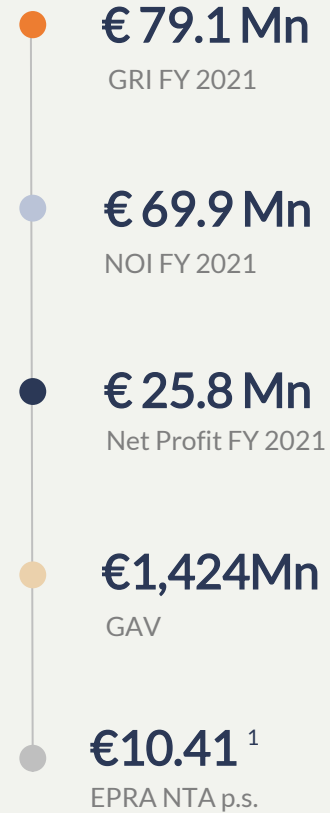 € 79.1 Mn
GRI FY 2021
€ 69.9 Mn
NOI FY 2021
€ 25.8 Mn
Net Profit FY 2021
€1,424Mn
GAV
€10.41 1
EPRA NTA p.s.